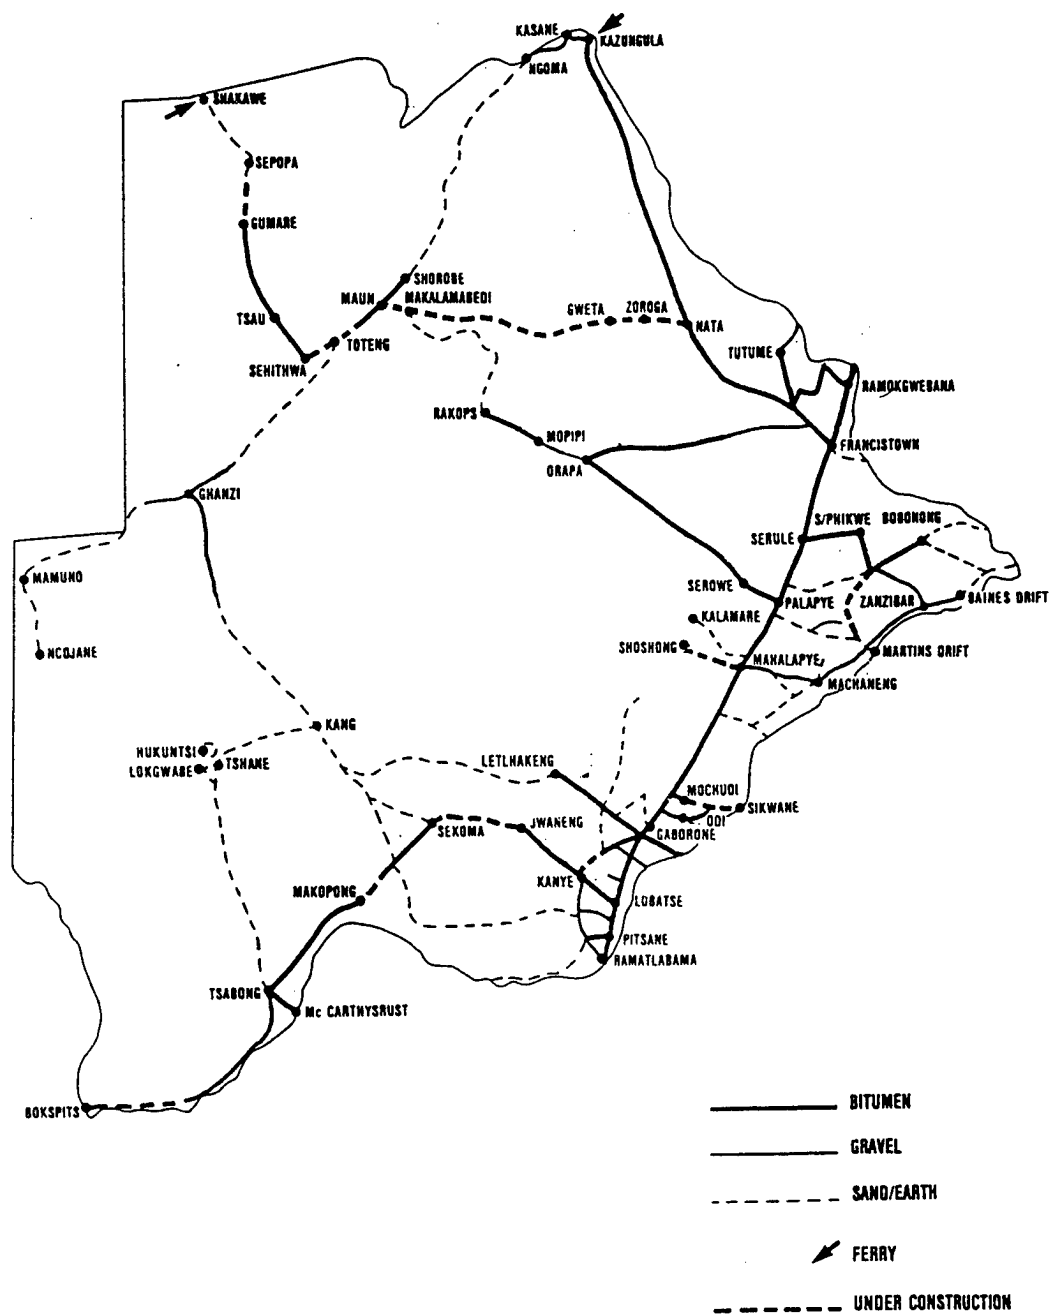 KASANE
KAZUNGULA
NGOMA
SHAKAWE
SEPOPA
GUMARE
SHOROBE
MAUN
MAKALAMABEDI
GWETA
ZOROGA
TSAU
NATA
TOTENG
TUTUME
SEHITHWA
RAMOKGWEBANA
RAKOPS
MOPIPI
FRANCISTOWN
ORAPA
GHANZI
S/PHIKWE
BOBONONG
SERULE
MAMUNO
SEROWE
PALAPYE
ZANZIBAR
BAINES DRIFT
KALAMARE
SHOSHONG
NCOJANE
MAHALAPYE
MARTINS DRIFT
MACHANENG
KANG
HUKUNTSI
LETLHAKENG
LOKGWABE
TSHANE
MOCHUDI
SIKWANE
ODI
SEKOMA
JWANENG
GABORONE
KANYE
MAKOPONG
LOBATSE
PITSANE
RAMATLABAMA
TSABONG
Mc CARTHYSRUST
BOKSPITS
BITUMEN
GRAVEL
SAND/EARTH
FERRY
UNDER CONSTRUCTION